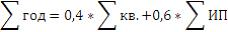 ∑ год = 0,4 * ∑ кв. +0,6 * ∑ ИП